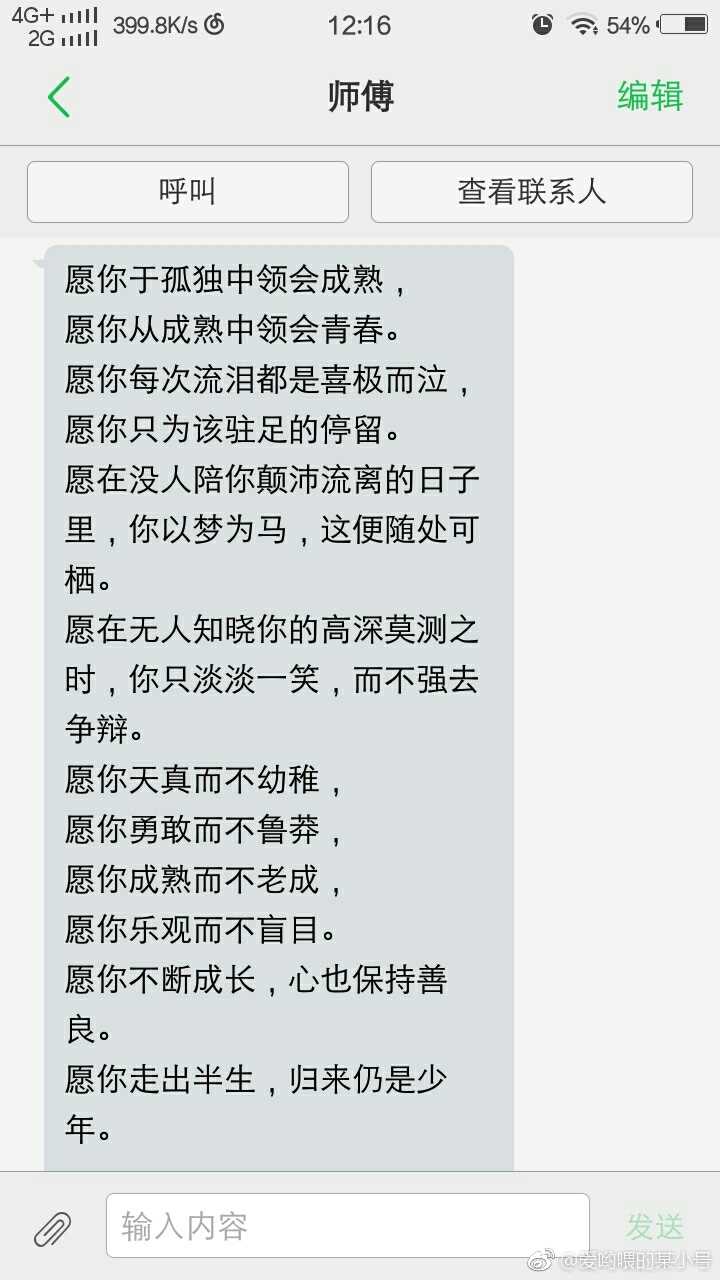 4G+ 399.8K/s 12:16 54%
2G
师傅 编辑
呼叫 查看联系人
愿你于孤独中领会成熟，
愿你从成熟中领会青春。
愿你每次流泪都是喜极而泣，
愿你只为该驻足的停留。
愿在没人陪你颠沛流离的日子
里，你以梦为马，这便随处可
栖。
愿在无人知晓你的高深莫测之
时，你只淡淡一笑，而不强去
争辩。
愿你天真而不幼稚，
愿你勇敢而不鲁莽，
愿你成熟而不老成，
愿你乐观而不盲目。
愿你不断成长，心也保持善
良。
愿你走出半生，归来仍是少
年。
输入内容 发送
@爱哟喂的某小号